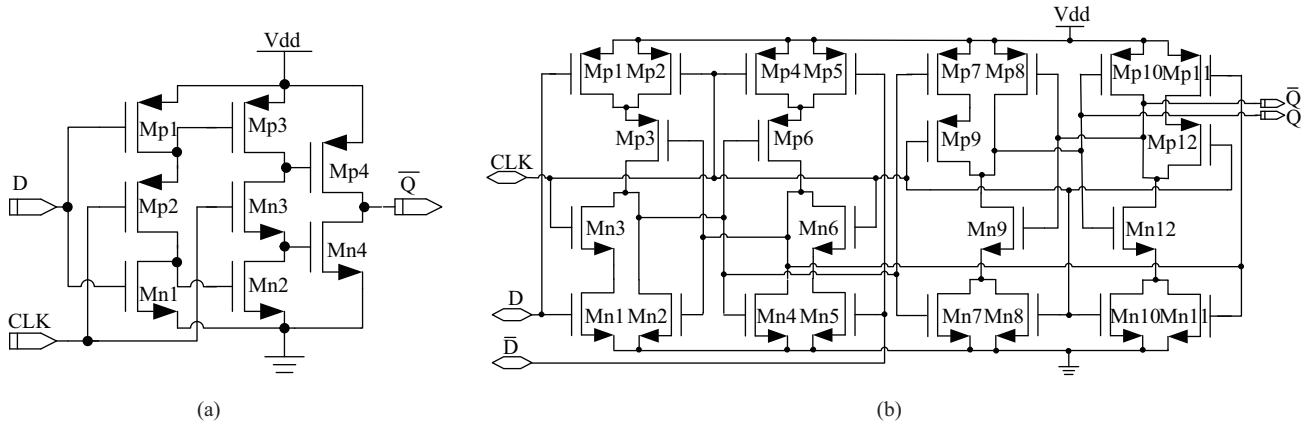 Vdd
Mp1
Mp3
Mp4
D
Mp2
Mn3
Q̅
Mn4
Mn1
Mn2
CLK
(a)
Vdd
Mp1 Mp2
Mp4 Mp5
Mp7 Mp8
Mp10 Mp11
Q̅
Q
Mp3
Mp6
Mp9
Mp12
CLK
Mn3
Mn6
Mn9
Mn12
D
Mn1 Mn2
Mn4 Mn5
Mn7 Mn8
Mn10 Mn11
D̅
(b)